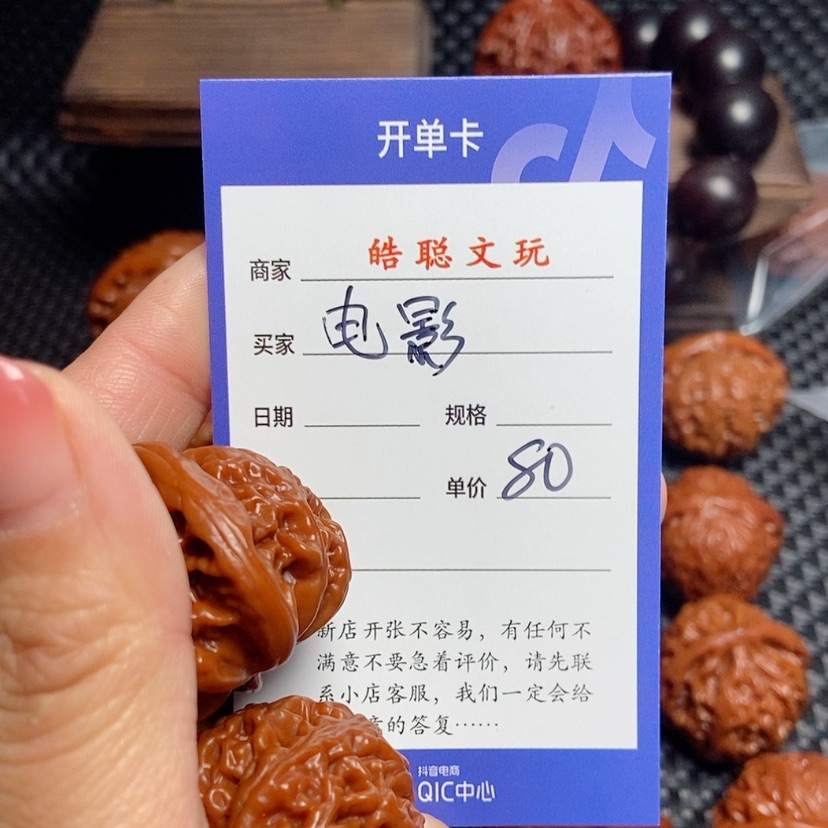 开单卡
商家 皓聪文玩
买家 电影
日期 规格
单价 80
新店开张不容易，有任何不
满意不要急着评价，请先联
系小店客服，我们一定会给
的答复……
抖音电商
QIC中心